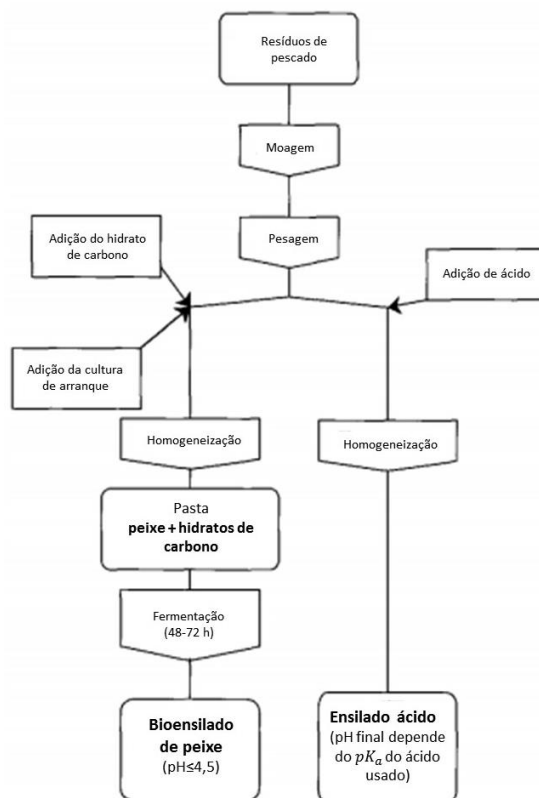 Resíduos de
pescado
Moagem
Pesagem
Adição do hidrato
de carbono
Adição de ácido
Adição da cultura
de arranque
Homogeneização
Homogeneização
Pasta
peixe + hidratos de
carbono
Fermentação
(48-72 h)
Bioensilado
de peixe
(pH≤4,5)
Ensilado ácido
(pH final depende
do pKₐ do ácido
usado)